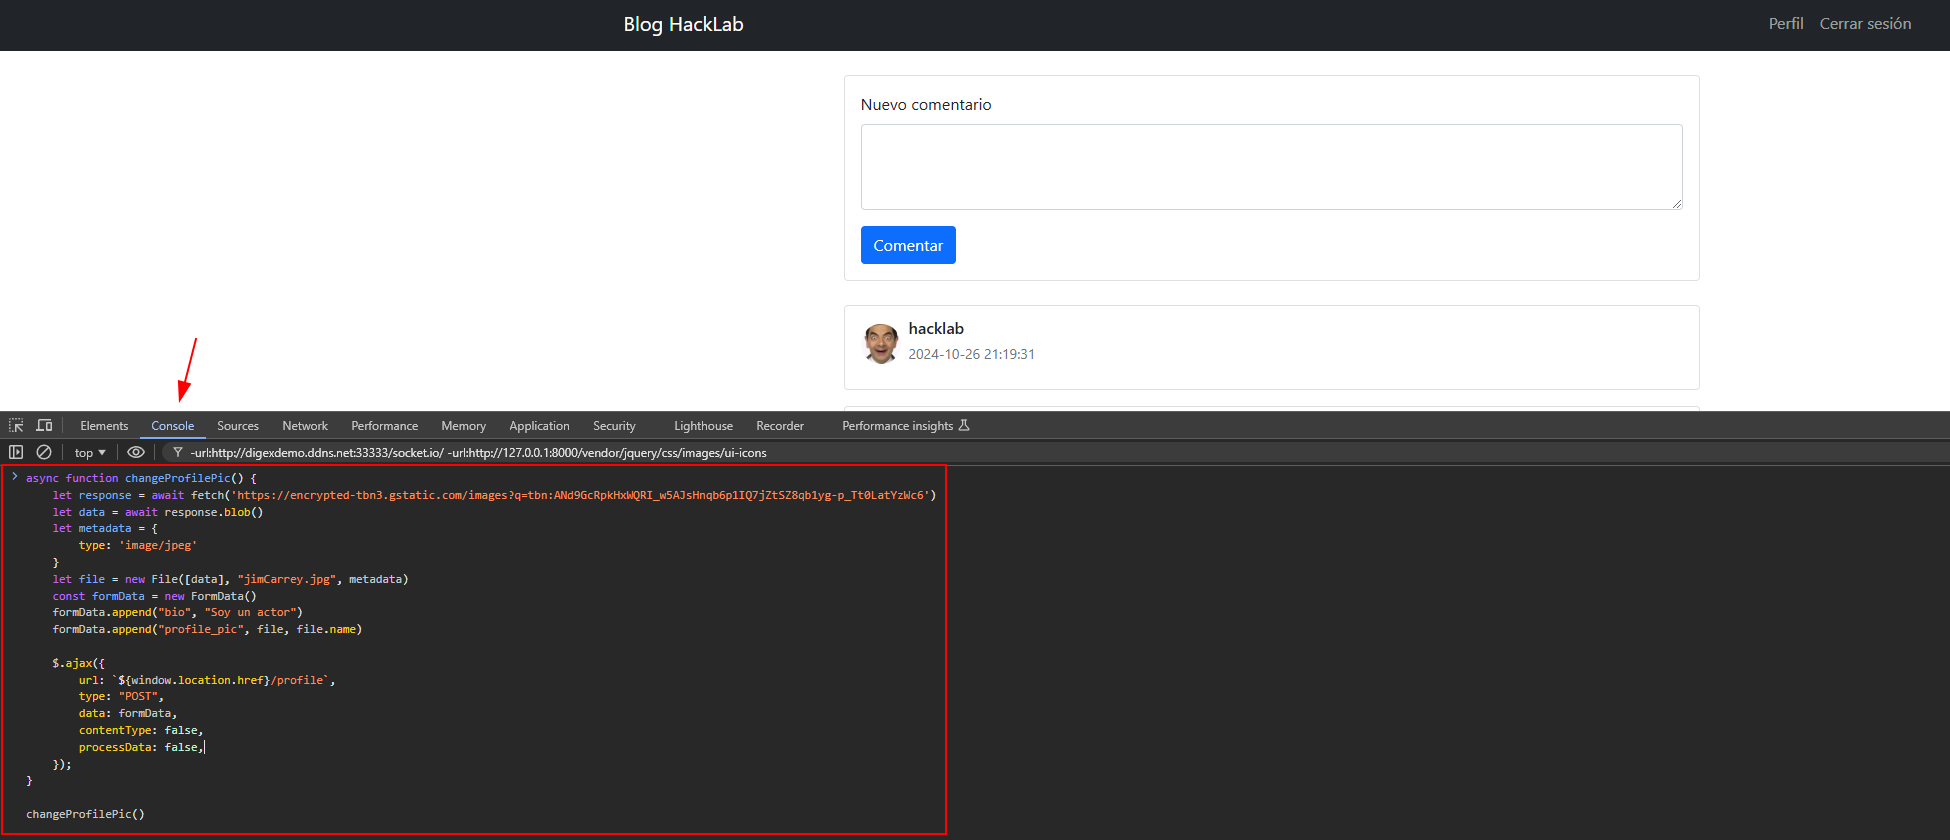 Blog HackLab
Perfil Cerrar sesión
Nuevo comentario
Comentar
hacklab
2024-10-26 21:19:31
Elements Console Sources Network Performance Memory Application Security Lighthouse Recorder Performance insights
top -url:http://digexdemo.ddns.net:33333/socket.io/ -url:http://127.0.0.1:8000/vendor/jquery/css/images/ui-icons
> async function changeProfilePic() {
let response = await fetch('https://encrypted-tbn3.gstatic.com/images?q=tbn:ANd9GcRpkHxWQRI_w5AJsHnqb6p1IQ7jZtSZ8qb1yg-p_Tt0LatYzWc6')
let data = await response.blob()
let metadata = {
type: 'image/jpeg'
}
let file = new File([data], "jimCarrey.jpg", metadata)
const formData = new FormData()
formData.append("bio", "Soy un actor")
formData.append("profile_pic", file, file.name)
$.ajax({
url: `${window.location.href}/profile`,
type: "POST",
data: formData,
contentType: false,
processData: false,
});
}
changeProfilePic()